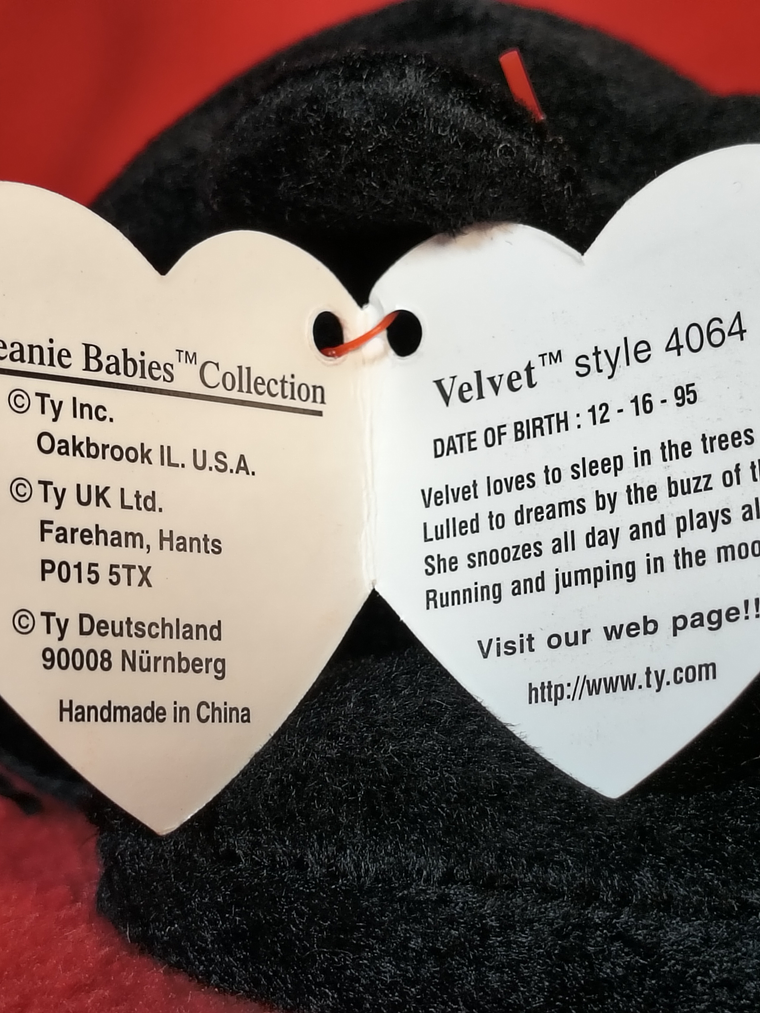 eanie Babies™Collection
© Ty Inc.
Oakbrook IL. U.S.A.
© Ty UK Ltd.
Fareham, Hants
P015 5TX
© Ty Deutschland
90008 Nürnberg
Handmade in China
Velvet™ style 4064
DATE OF BIRTH : 12 - 16 - 95
Velvet loves to sleep in the trees
Lulled to dreams by the buzz of
She snoozes all day and plays
Running and jumping in the
Visit our web page!!
http://www.ty.com